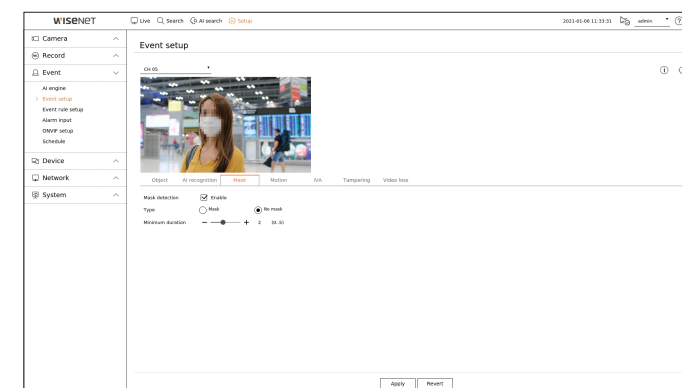 WISENET
Live Search AI search Setup 2021-01-06 11:33:31 admin
Camera
Record
Event
Ai engine
Event setup
Event rule setup
Alarm input
ONVIF setup
Schedule
Device
Network
System
Event setup
CH 05
Object AI recognition Mask Motion IVA Tampering Video loss
Mask detection Enable
Type Mask No mask
Minimum duration 2 (0..5)
Apply Revert